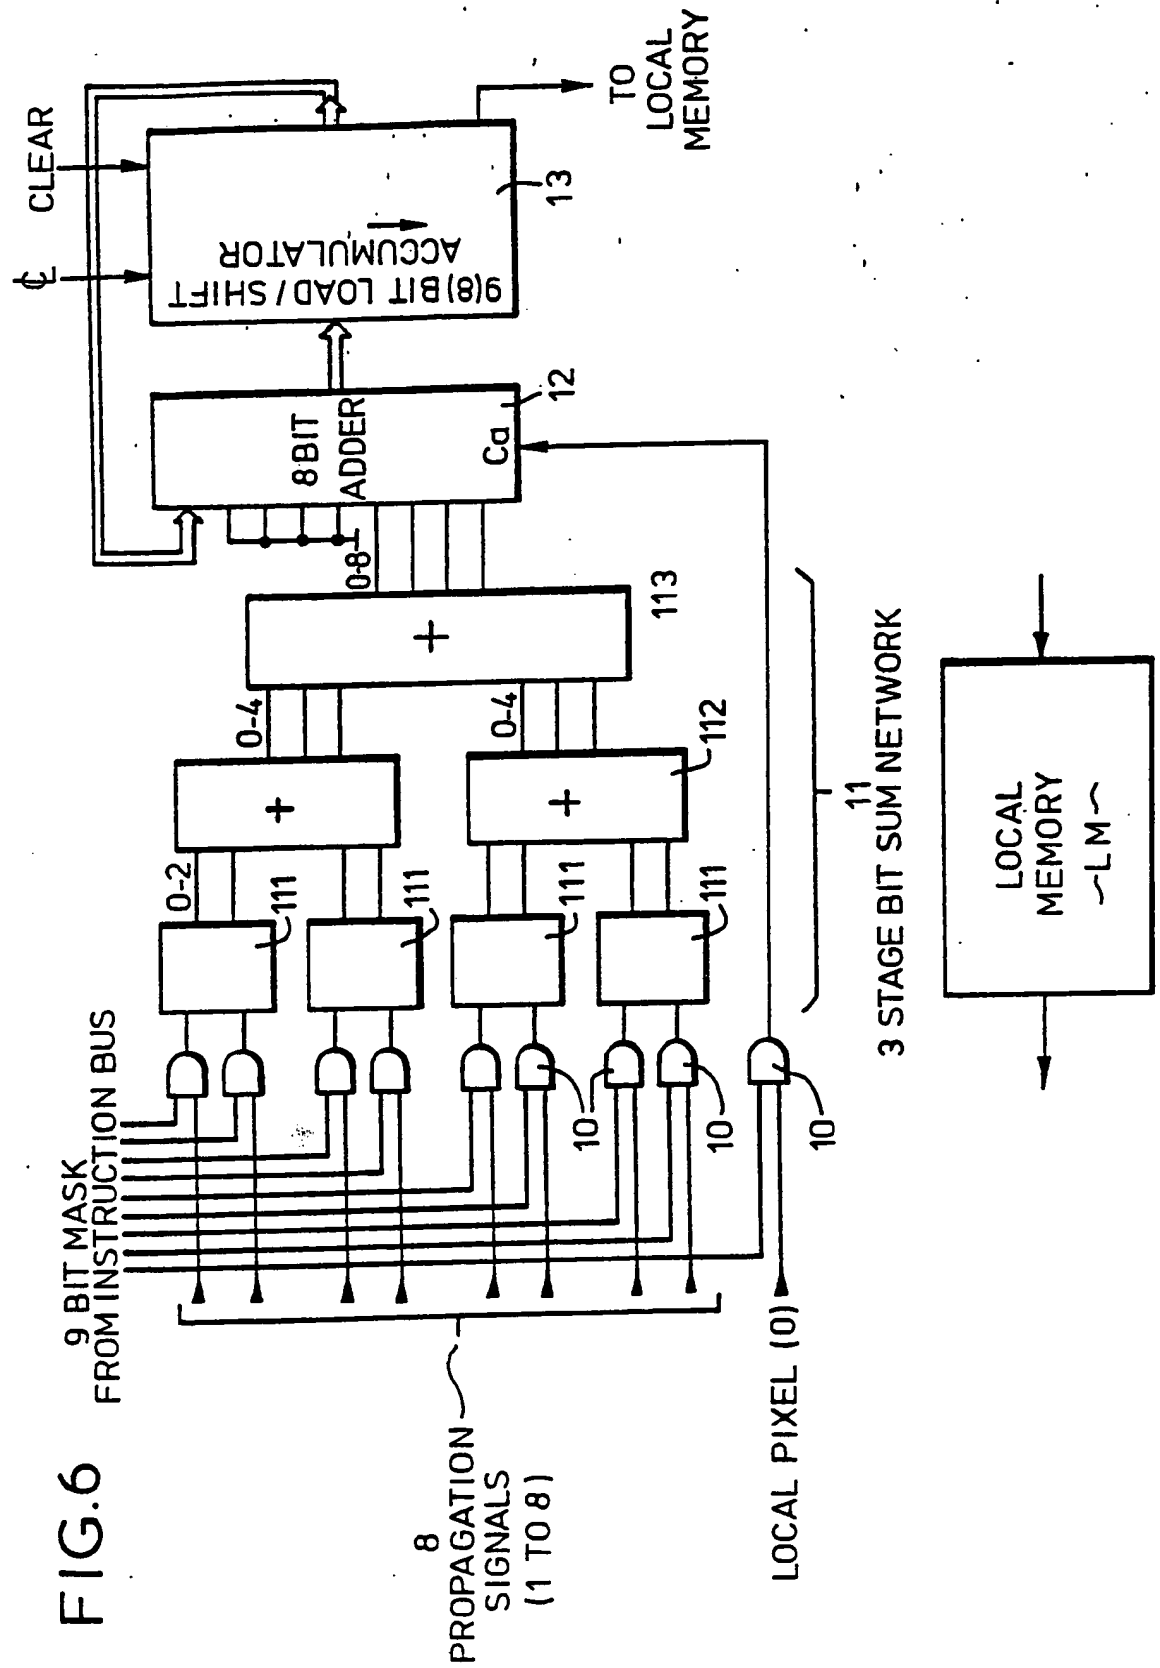 FIG.6
9 BIT MASK
FROM INSTRUCTION BUS
8
PROPAGATION
SIGNALS
(1 TO 8)
LOCAL PIXEL (0)
10
10
10
111
111
111
111
0-2
+
+
112
0-4
0-4
+
113
0-8
8 BIT
ADDER
Ca
12
CL
CLEAR
9(8) BIT LOAD/SHIFT
ACCUMULATOR
13
TO
LOCAL
MEMORY
11
3 STAGE BIT SUM NETWORK
LOCAL
MEMORY
~LM~